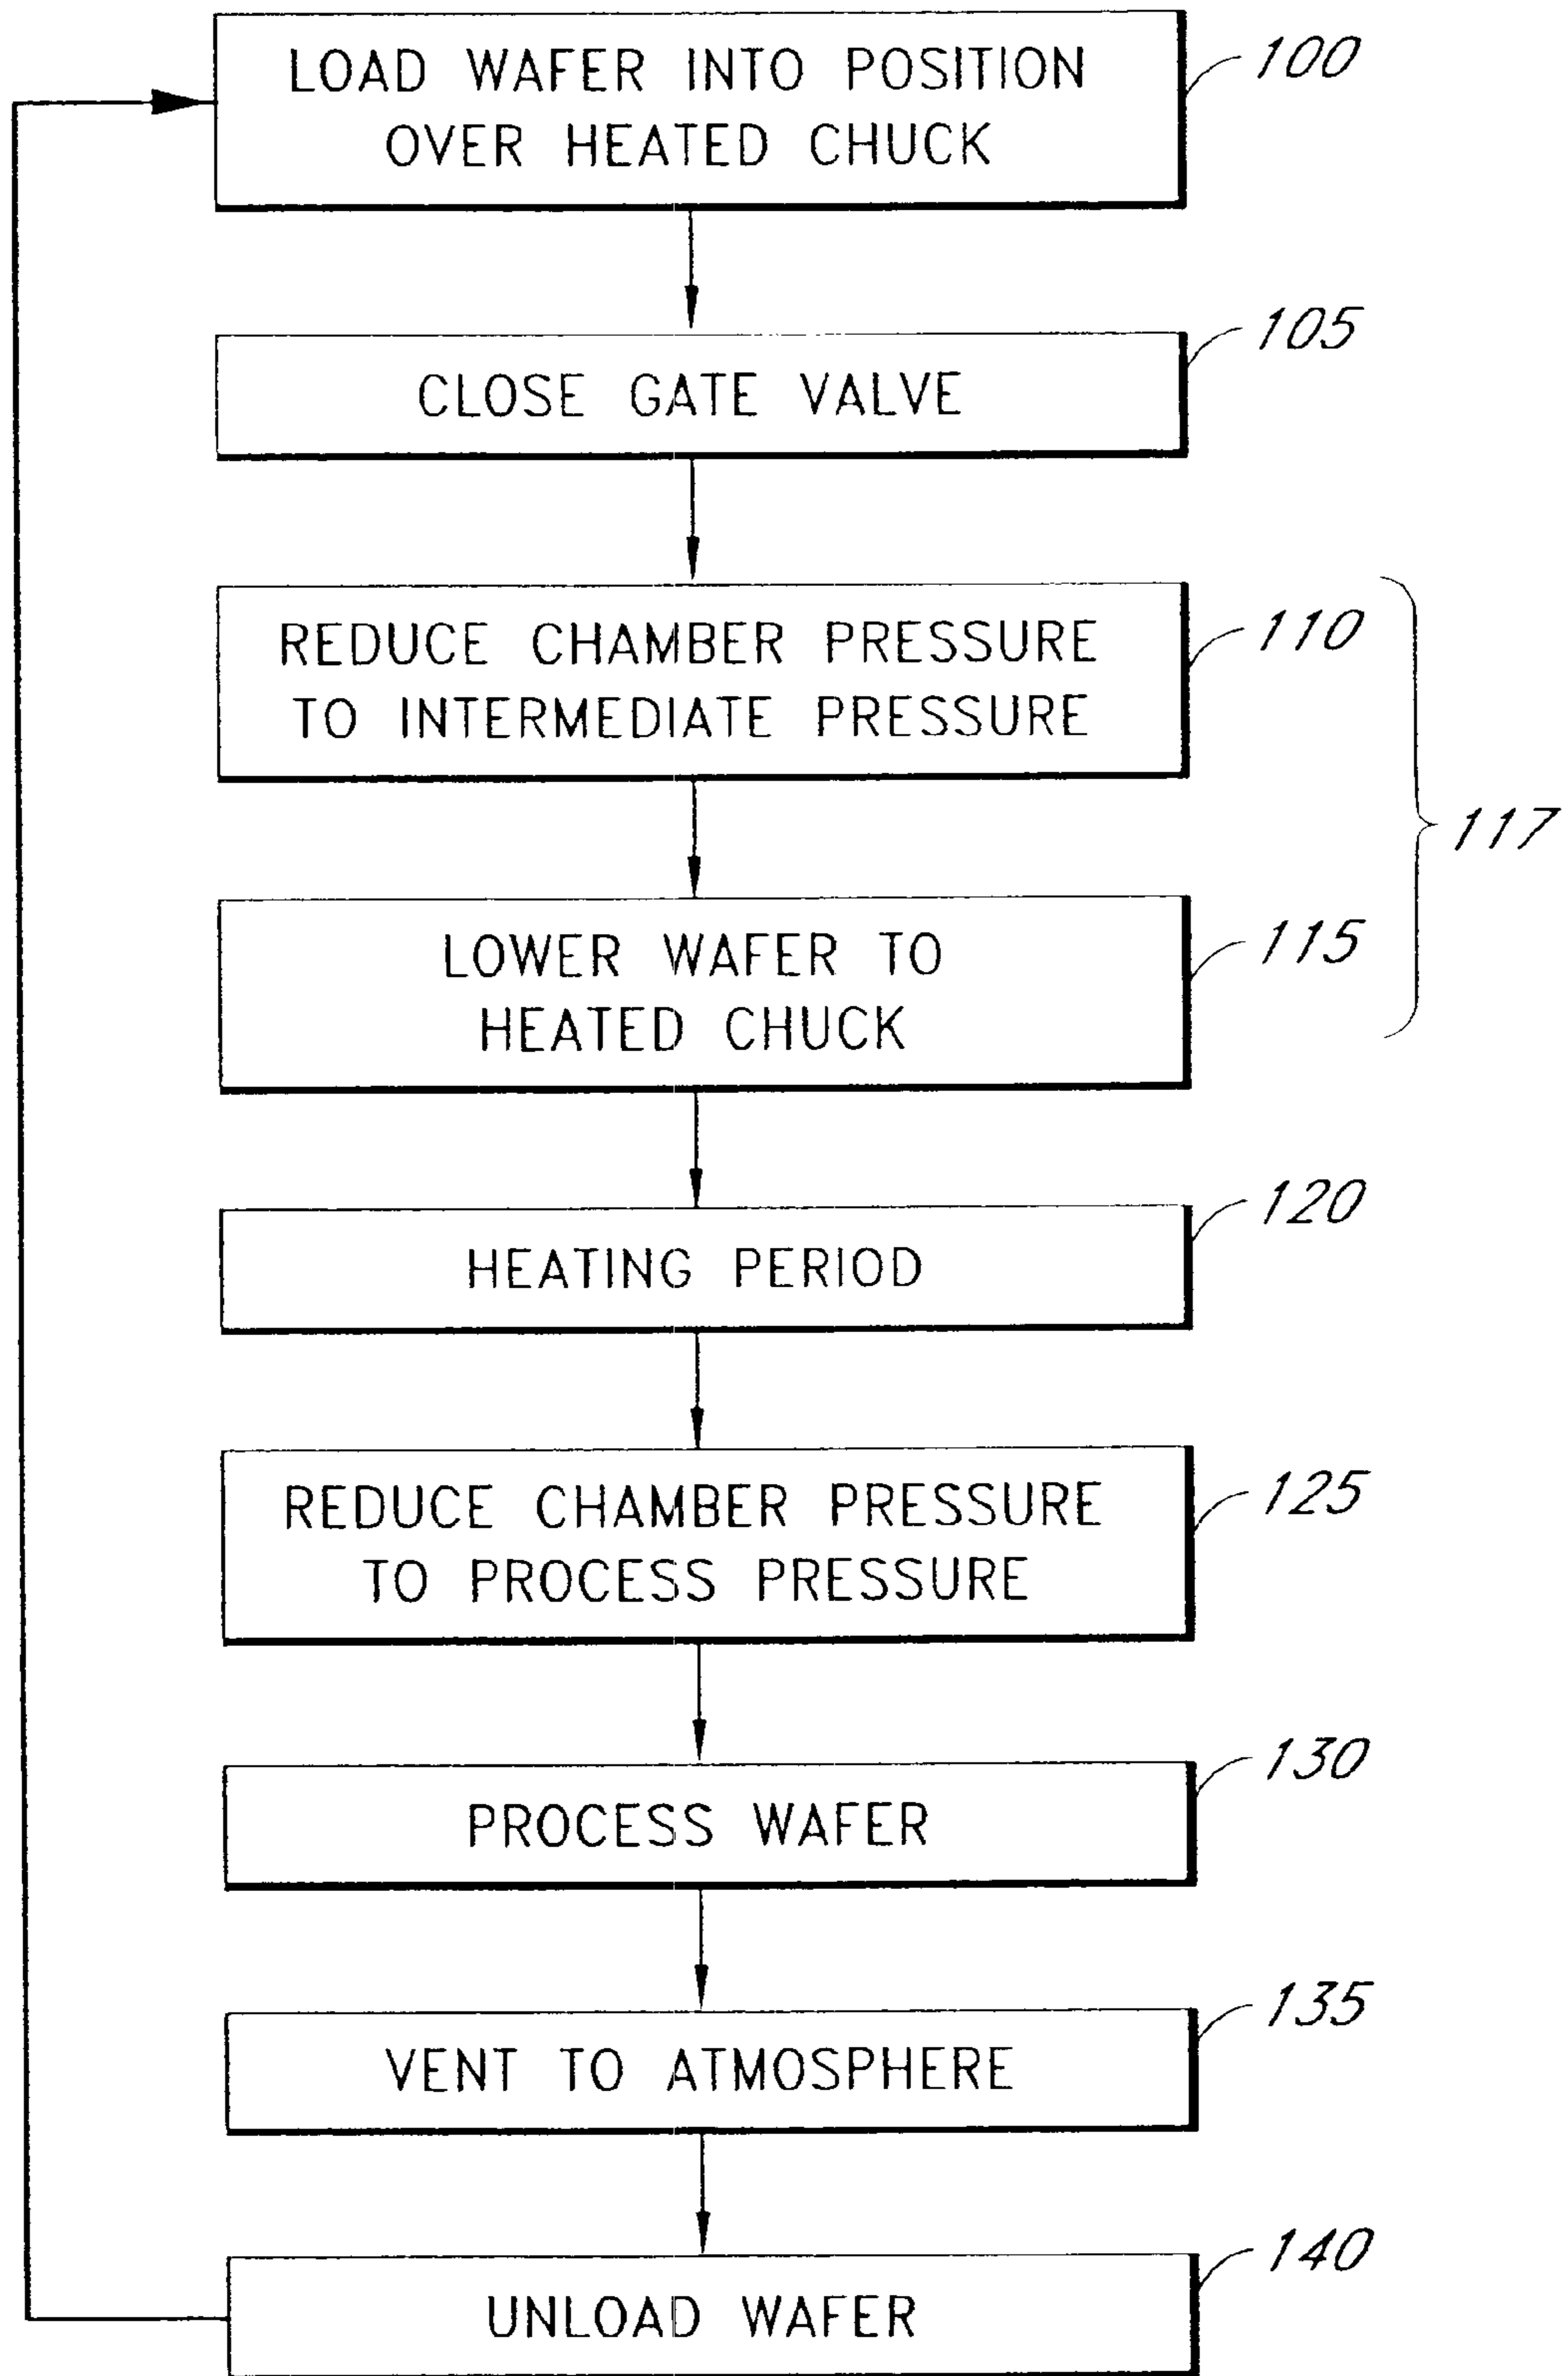 LOAD WAFER INTO POSITION
OVER HEATED CHUCK
100
CLOSE GATE VALVE
105
REDUCE CHAMBER PRESSURE
TO INTERMEDIATE PRESSURE
110
117
LOWER WAFER TO
HEATED CHUCK
115
HEATING PERIOD
120
REDUCE CHAMBER PRESSURE
TO PROCESS PRESSURE
125
PROCESS WAFER
130
VENT TO ATMOSPHERE
135
UNLOAD WAFER
140